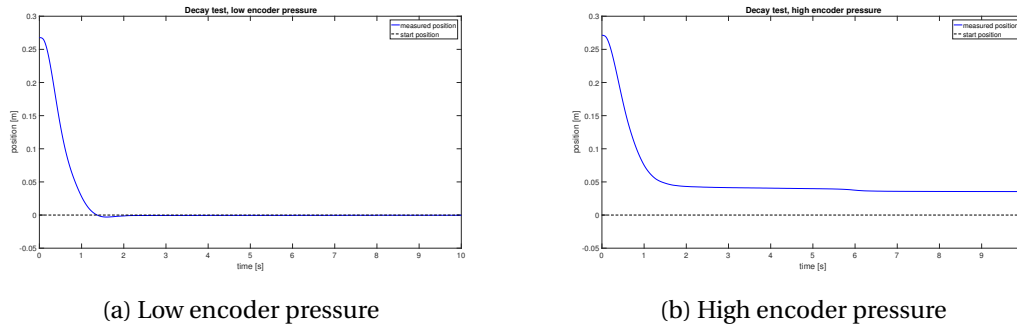 Decay test, low encoder pressure
0.3
0.25
0.2
0.15
0.1
0.05
0
-0.05
position [m]
measured position
start position
0 1 2 3 4 5 6 7 8 9 10
time [s]
(a) Low encoder pressure
Decay test, high encoder pressure
0.3
0.25
0.2
0.15
0.1
0.05
0
-0.05
position [m]
measured position
start position
0 1 2 3 4 5 6 7 8 9
time [s]
(b) High encoder pressure